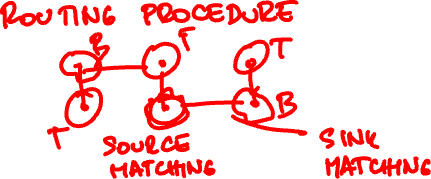 ROUTING PROCEDURE
B T T
T B
SOURCE MATCHING
SINK MATCHING